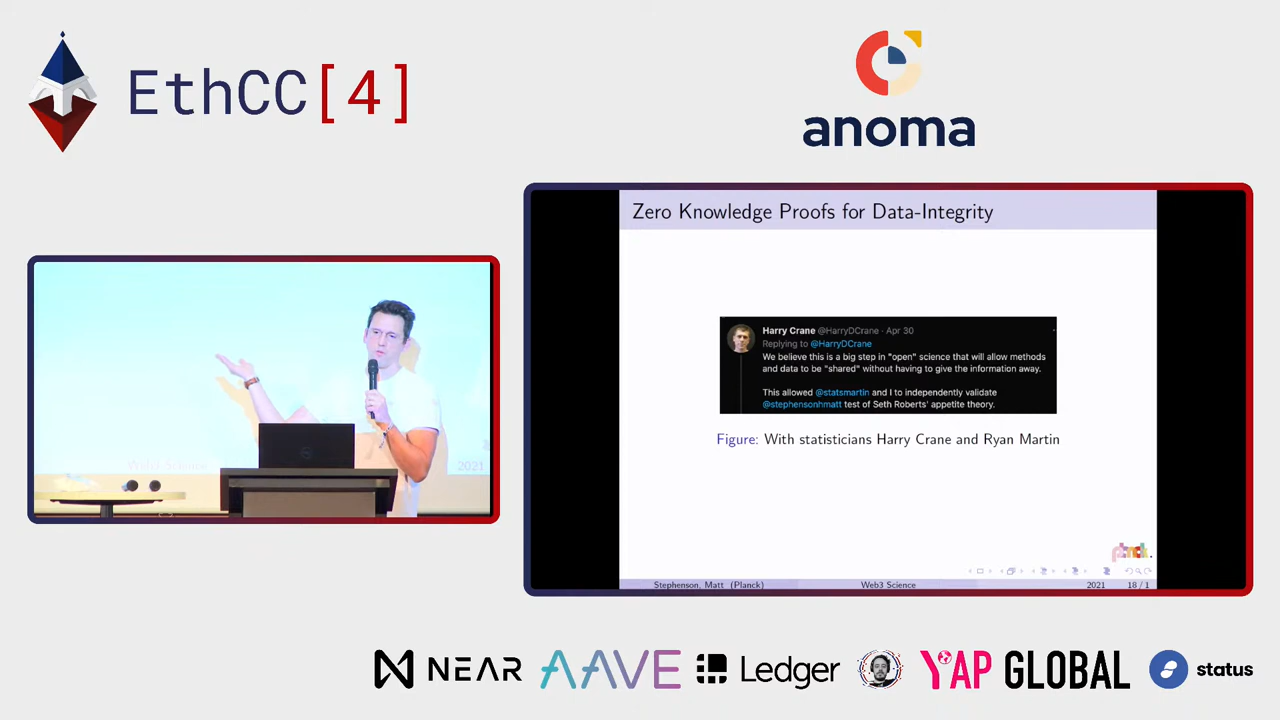 EthCC[4]
anoma
Zero Knowledge Proofs for Data-Integrity
Harry Crane @HarryDCrane · Apr 30
Replying to @HarryDCrane
We believe this is a big step in "open" science that will allow methods
and data to be "shared" without having to give the information away.
This allowed @statsmartin and I to independently validate
@stephensonhmatt test of Seth Roberts' appetite theory.
Figure: With statisticians Harry Crane and Ryan Martin
planck.
Stephenson, Matt (Planck) Web3 Science 2021 18 / 1
Web3 Science 2021
NEAR AAVE Ledger YAP GLOBAL status